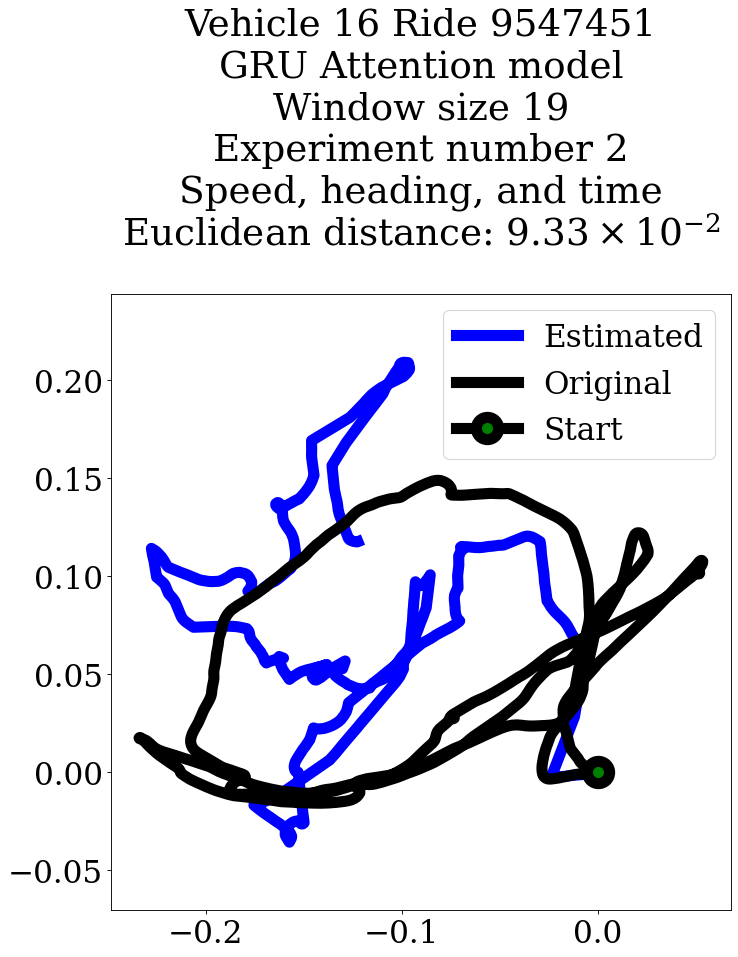 Vehicle 16 Ride 9547451
GRU Attention model
Window size 19
Experiment number 2
Speed, heading, and time
Euclidean distance: 9.33 × 10⁻²
Estimated
Original
Start
0.20
0.15
0.10
0.05
0.00
−0.05
−0.2
−0.1
0.0